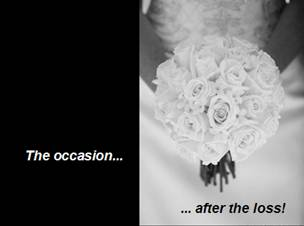 The occasion...
... after the loss!